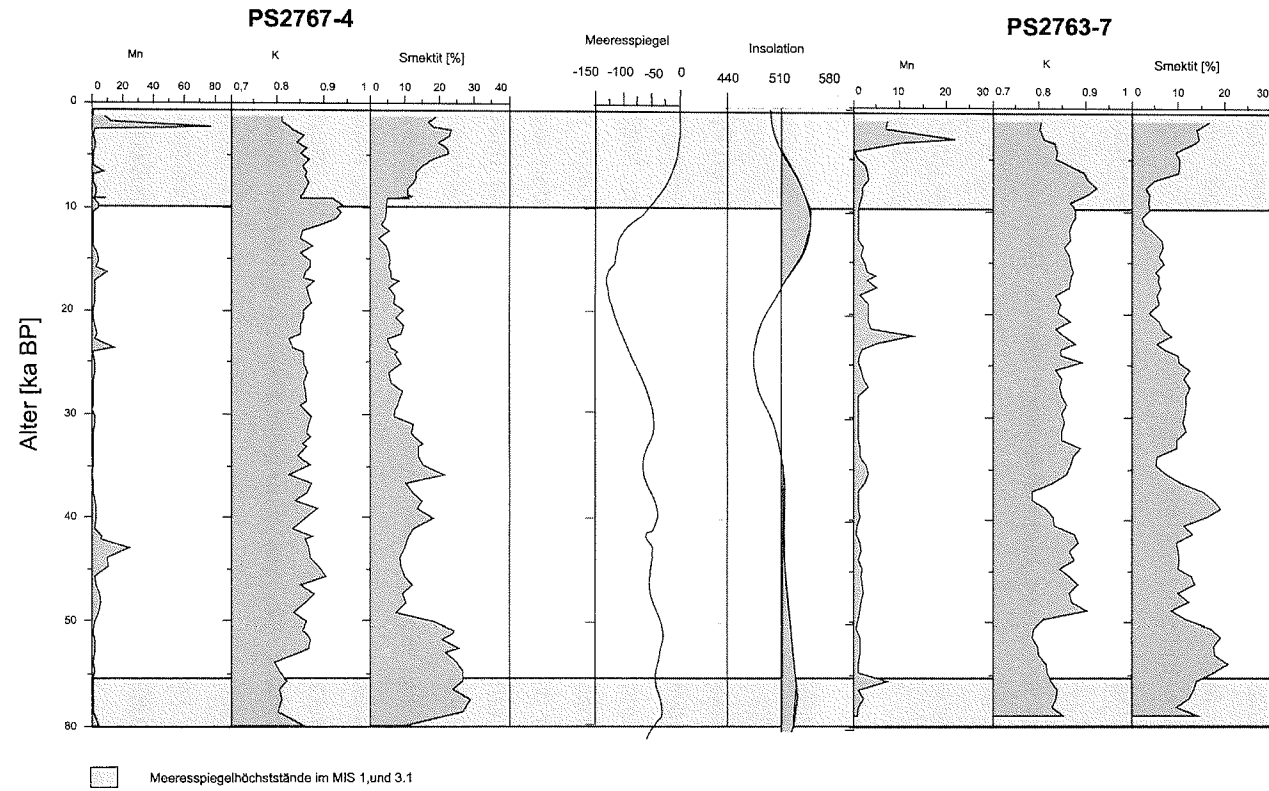 PS2767-4
PS2763-7
Mn
K
Smektit [%]
Meeresspiegel
Insolation
Mn
K
Smektit [%]
0 20 40 60 80 0,7 0.8 0.9 1 0 10 20 30 40
-150 -100 -50 0
440 510 580
0 10 20 30 0.7 0.8 0.9 1 0 10 20 30
Alter [ka BP]
0
10
20
30
40
50
80
Meeresspiegelhöchststände im MIS 1,und 3.1